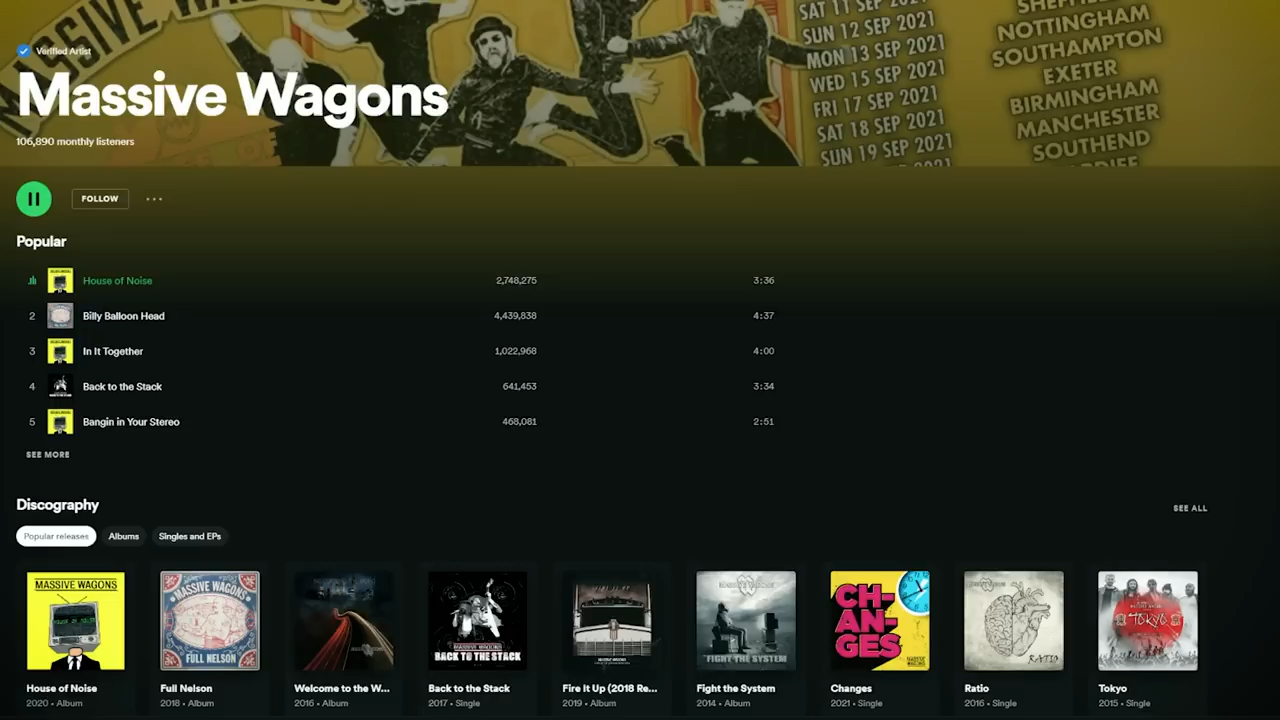 MASSIVE WAGONS
SAT 11 SEP 2021
SUN 12 SEP 2021
MON 13 SEP 2021
WED 15 SEP 2021
FRI 17 SEP 2021
SAT 18 SEP 2021
SUN 19 SEP 2021
SHEFFIELD
NOTTINGHAM
SOUTHAMPTON
EXETER
BIRMINGHAM
MANCHESTER
SOUTHEND
CARDIFF
Verified Artist
Massive Wagons
106,890 monthly listeners
FOLLOW
Popular
House of Noise 2,748,275 3:36
2 Billy Balloon Head 4,439,838 4:37
3 In It Together 1,022,968 4:00
4 Back to the Stack 641,453 3:34
5 Bangin in Your Stereo 468,081 2:51
SEE MORE
Discography
SEE ALL
Popular releases Albums Singles and EPs
MASSIVE WAGONS
MASSIVE WAGONS
FULL NELSON
MASSIVE WAGONS
BACK TO THE STACK
FIGHT THE SYSTEM
CH-
AN-
GES
RATIO
TOKYO
House of Noise Full Nelson Welcome to the W... Back to the Stack Fire It Up (2018 Re... Fight the System Changes Ratio Tokyo
2020 • Album 2018 • Album 2016 • Album 2017 • Single 2019 • Album 2014 • Album 2021 • Single 2016 • Single 2015 • Single